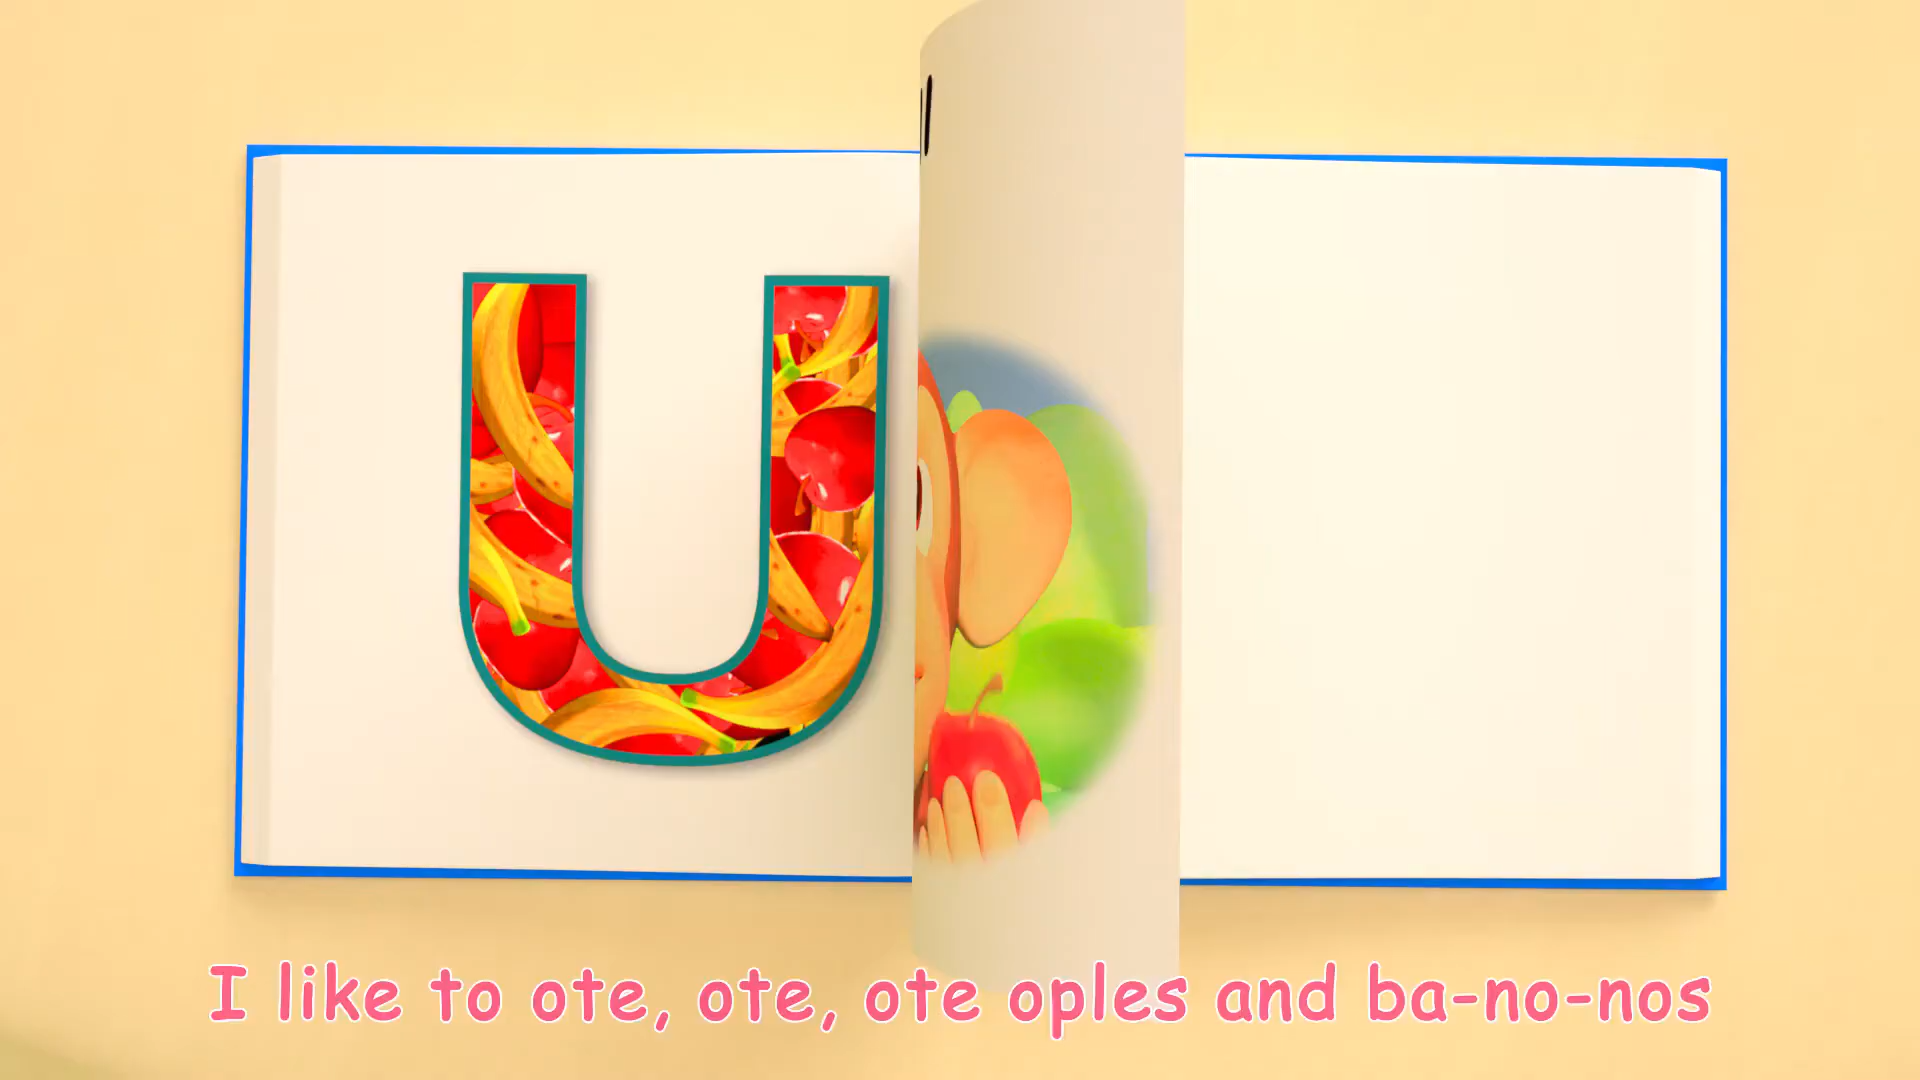 U
I like to ote, ote, ote oples and ba-no-nos